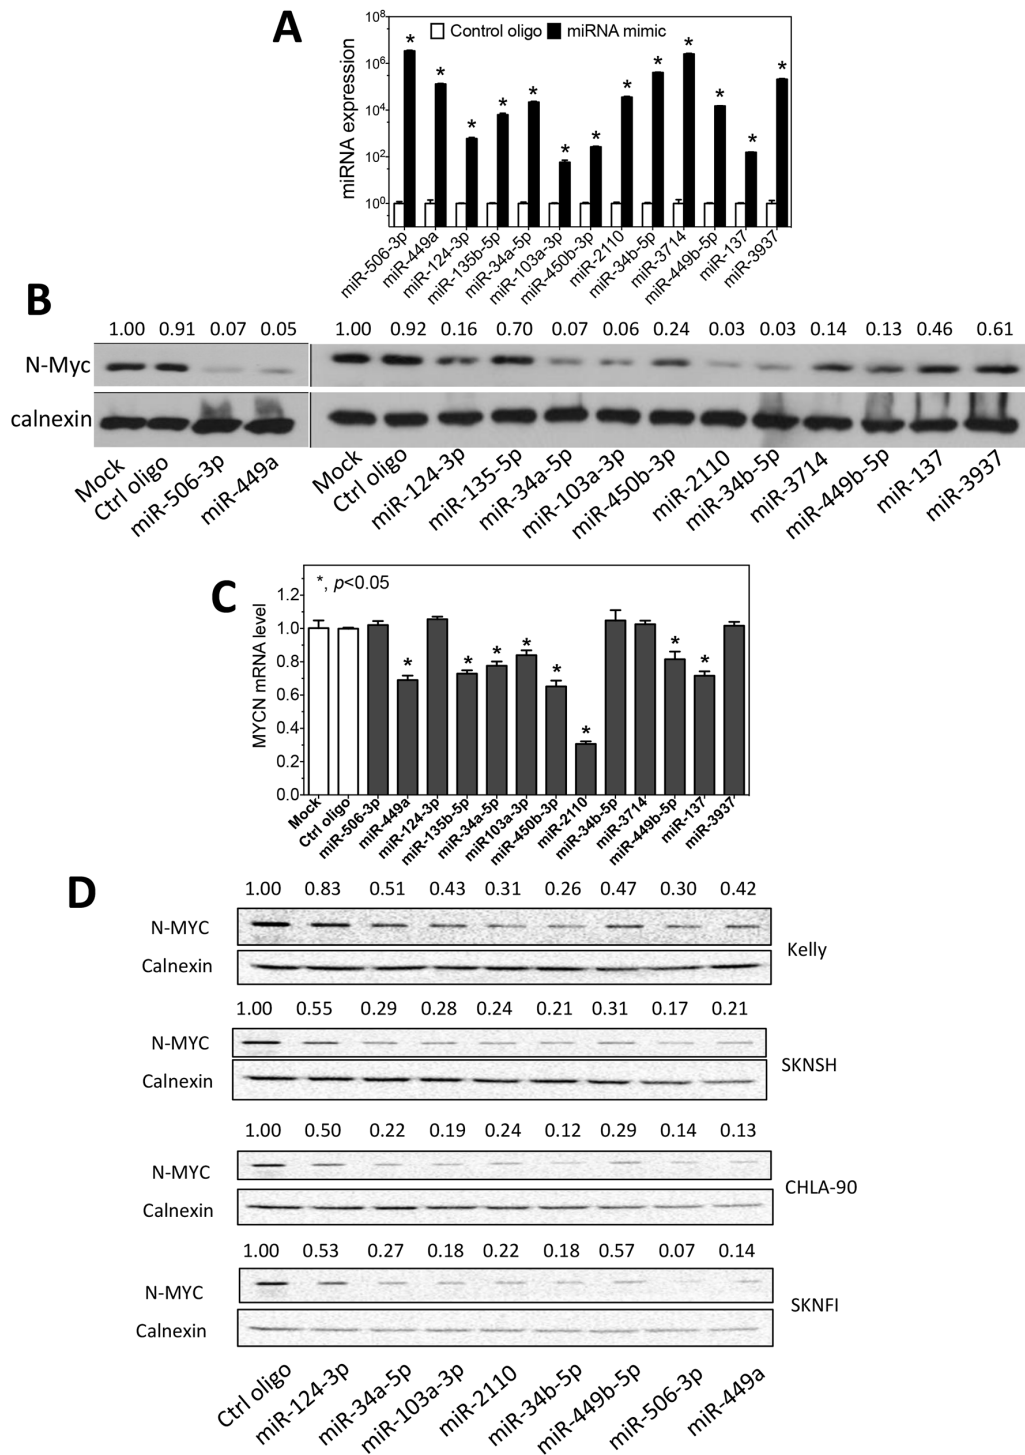 A
10^8
10^6
10^4
10^2
10^0
miRNA expression
Control oligo miRNA mimic
* * * * * * * * * * * * *
miR-506-3p
miR-449a
miR-124-3p
miR-135b-5p
miR-34a-5p
miR-103a-3p
miR-450b-3p
miR-2110
miR-34b-5p
miR-3714
miR-449b-5p
miR-137
miR-3937
B
1.00 0.91 0.07 0.05 1.00 0.92 0.16 0.70 0.07 0.06 0.24 0.03 0.03 0.14 0.13 0.46 0.61
N-Myc
calnexin
Mock
Ctrl oligo
miR-506-3p
miR-449a
Mock
Ctrl oligo
miR-124-3p
miR-135-5p
miR-34a-5p
miR-103a-3p
miR-450b-3p
miR-2110
miR-34b-5p
miR-3714
miR-449b-5p
miR-137
miR-3937
C
*, p<0.05
MYCN mRNA level
1.2
1.0
0.8
0.6
0.4
0.2
0.0
* * * * * * * *
Mock
Ctrl oligo
miR-506-3p
miR-449a
miR-124-3p
miR-135b-5p
miR-34a-5p
miR103a-3p
miR-450b-3p
miR-2110
miR-34b-5p
miR-3714
miR-449b-5p
miR-137
miR-3937
D
1.00 0.83 0.51 0.43 0.31 0.26 0.47 0.30 0.42
N-MYC
Calnexin
Kelly
1.00 0.55 0.29 0.28 0.24 0.21 0.31 0.17 0.21
N-MYC
Calnexin
SKNSH
1.00 0.50 0.22 0.19 0.24 0.12 0.29 0.14 0.13
N-MYC
Calnexin
CHLA-90
1.00 0.53 0.27 0.18 0.22 0.18 0.57 0.07 0.14
N-MYC
Calnexin
SKNFI
Ctrl oligo
miR-124-3p
miR-34a-5p
miR-103a-3p
miR-2110
miR-34b-5p
miR-449b-5p
miR-506-3p
miR-449a